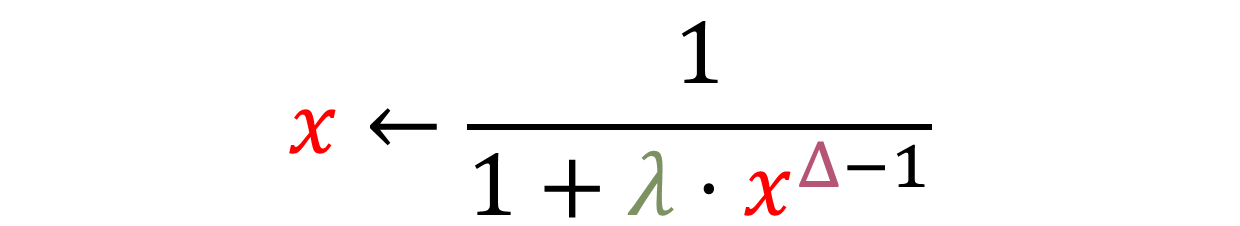 x ← 1 / (1 + λ · x^(Δ−1))